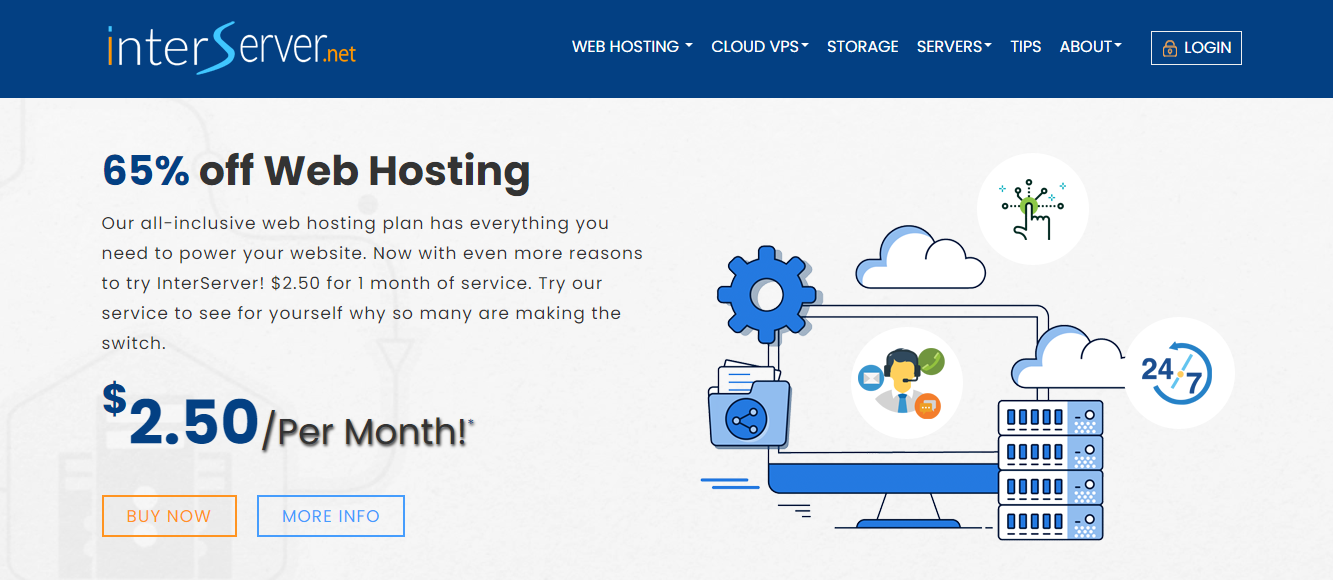 interServer.net
WEB HOSTING
CLOUD VPS
STORAGE
SERVERS
TIPS
ABOUT
LOGIN
65% off Web Hosting
Our all-inclusive web hosting plan has everything you
need to power your website. Now with even more reasons
to try InterServer! $2.50 for 1 month of service. Try our
service to see for yourself why so many are making the
switch.
$2.50/Per Month!*
BUY NOW
MORE INFO
24/7